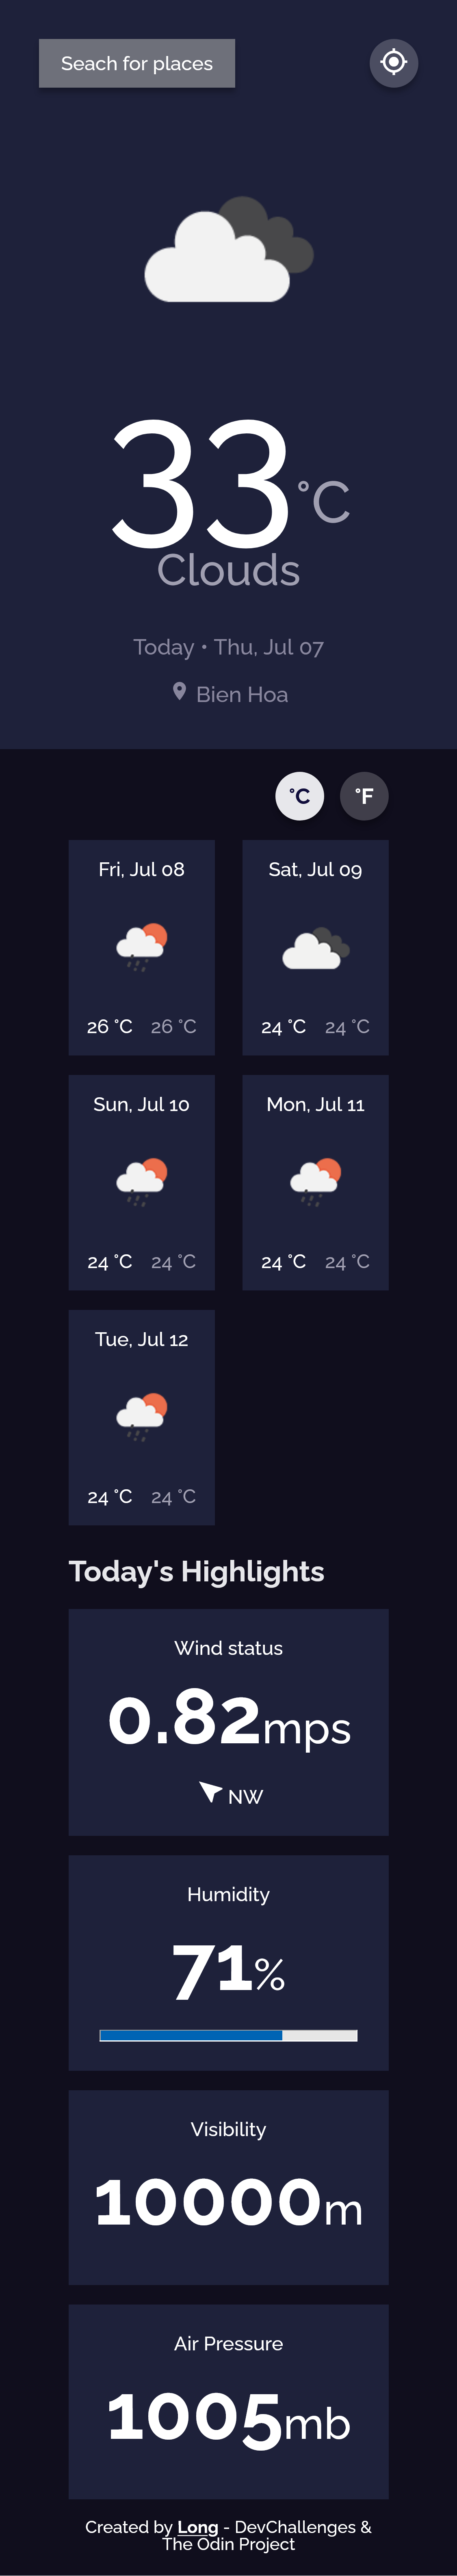 Seach for places
33°C
Clouds
Today • Thu, Jul 07
Bien Hoa
°C °F
Fri, Jul 08
26 °C 26 °C
Sat, Jul 09
24 °C 24 °C
Sun, Jul 10
24 °C 24 °C
Mon, Jul 11
24 °C 24 °C
Tue, Jul 12
24 °C 24 °C
Today's Highlights
Wind status
0.82mps
NW
Humidity
71%
Visibility
10000m
Air Pressure
1005mb
Created by Long - DevChallenges &
The Odin Project